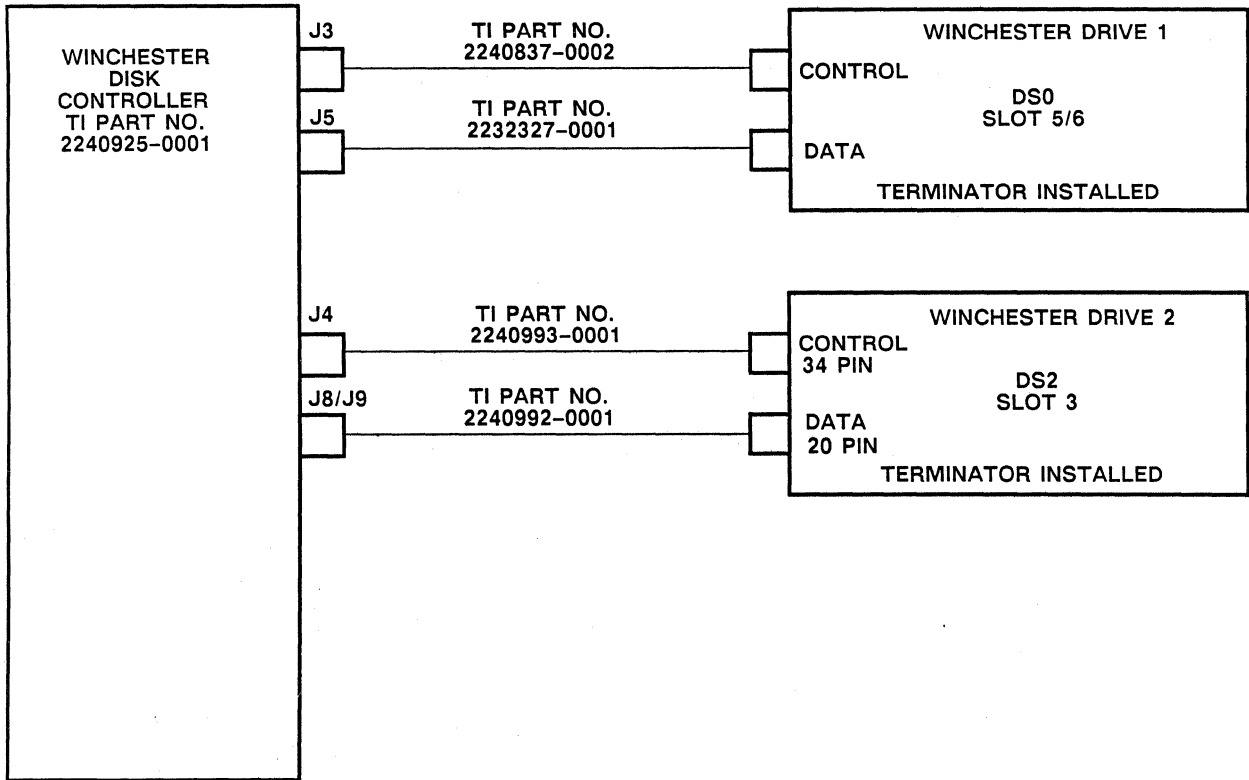 WINCHESTER
DISK
CONTROLLER
TI PART NO.
2240925-0001
J3
TI PART NO.
2240837-0002
J5
TI PART NO.
2232327-0001
WINCHESTER DRIVE 1
CONTROL
DS0
SLOT 5/6
DATA
TERMINATOR INSTALLED
J4
TI PART NO.
2240993-0001
J8/J9
TI PART NO.
2240992-0001
WINCHESTER DRIVE 2
CONTROL
34 PIN
DS2
SLOT 3
DATA
20 PIN
TERMINATOR INSTALLED